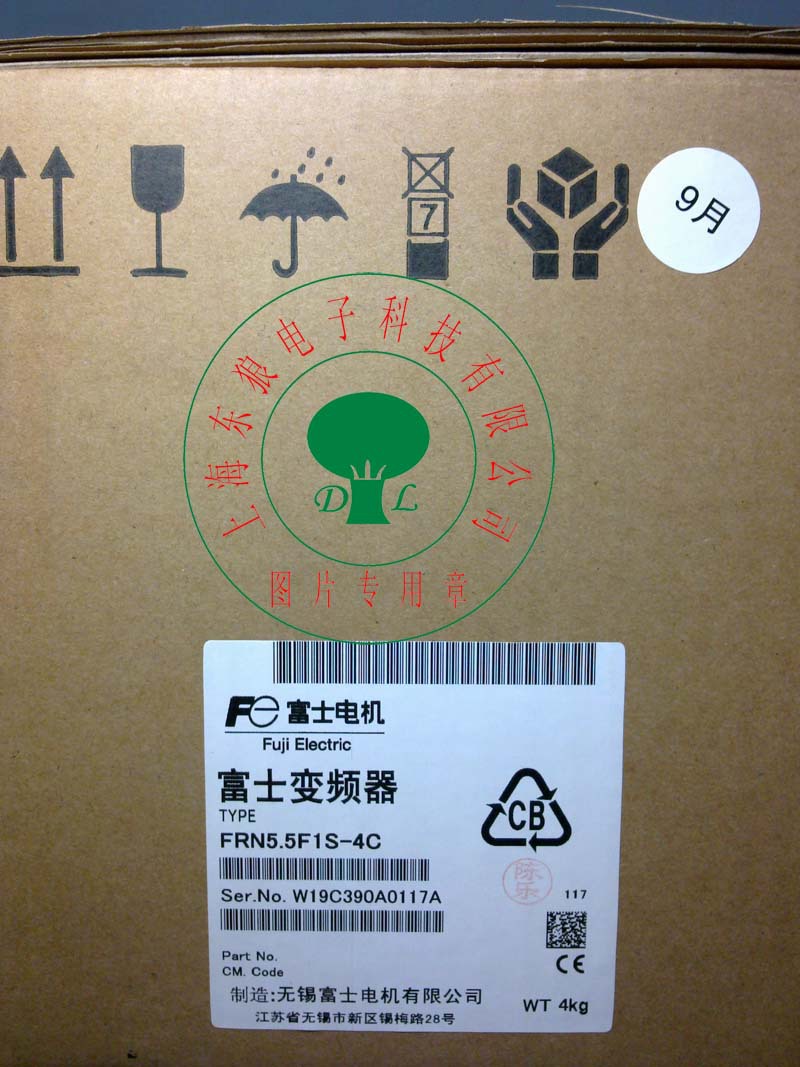 7
9月
上海东狼电子科技有限公司
D L
图片专用章
Fe 富士电机
Fuji Electric
富士变频器
TYPE
FRN5.5F1S-4C
CB
陈乐
Ser.No. W19C390A0117A
117
Part No.
CM. Code
CE
制造:无锡富士电机有限公司
WT 4kg
江苏省无锡市新区锡梅路28号